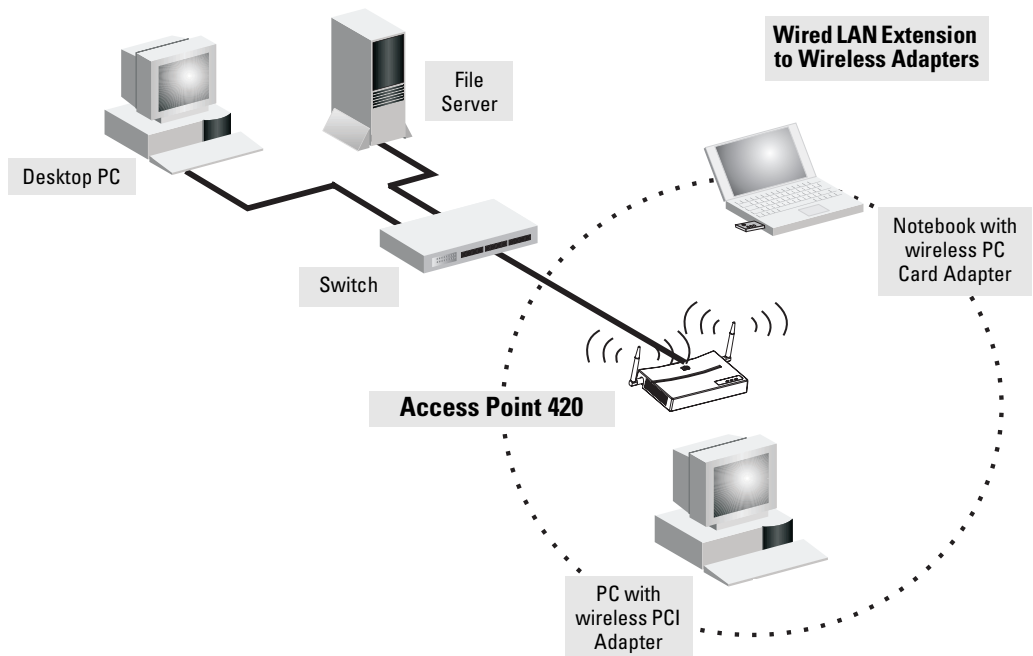 Wired LAN Extension
to Wireless Adapters
File
Server
Desktop PC
Switch
Notebook with
wireless PC
Card Adapter
Access Point 420
PC with
wireless PCI
Adapter